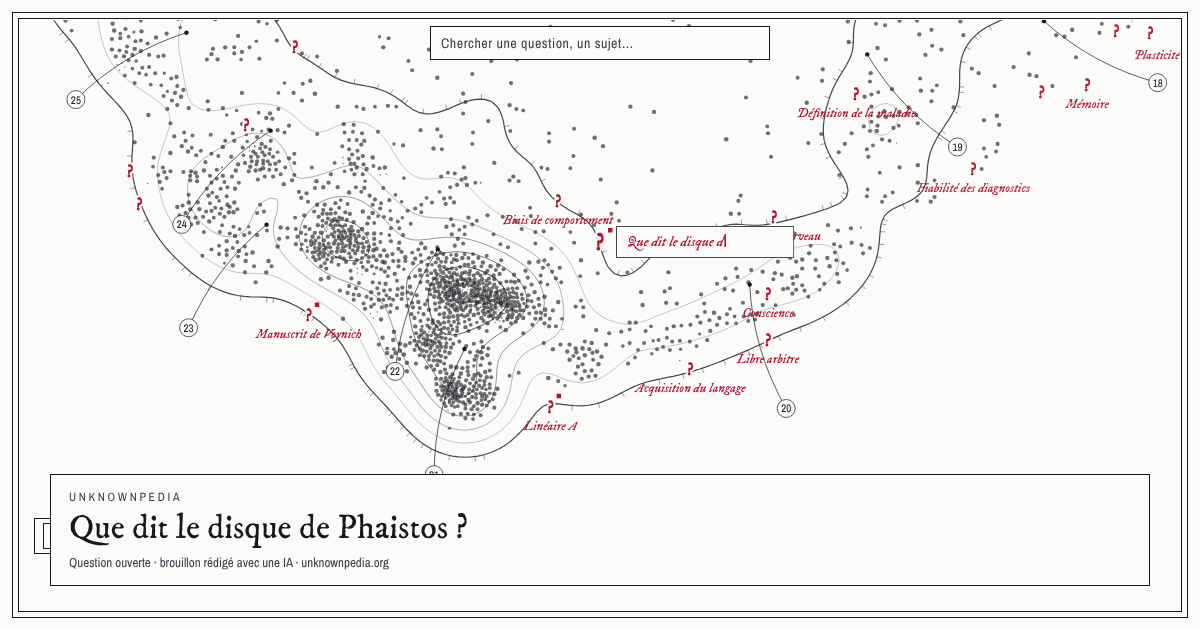 Chercher une question, un sujet...
Plasticité
25
18
Mémoire
Définition de la maladie
19
Fiabilité des diagnostics
24
Biais de comportement
Que dit le disque d
rveau
Conscience
23
Manuscrit de Voynich
Libre arbitre
22
Acquisition du langage
20
Linéaire A
UNKNOWNPEDIA
Que dit le disque de Phaistos ?
Question ouverte · brouillon rédigé avec une IA · unknownpedia.org